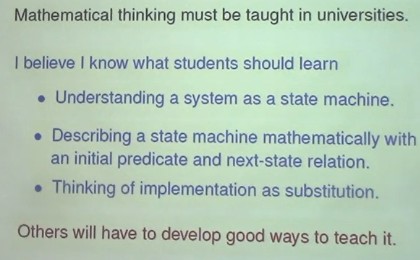 Mathematical thinking must be taught in universities.
I believe I know what students should learn
• Understanding a system as a state machine.
• Describing a state machine mathematically with
an initial predicate and next-state relation.
• Thinking of implementation as substitution.
Others will have to develop good ways to teach it.